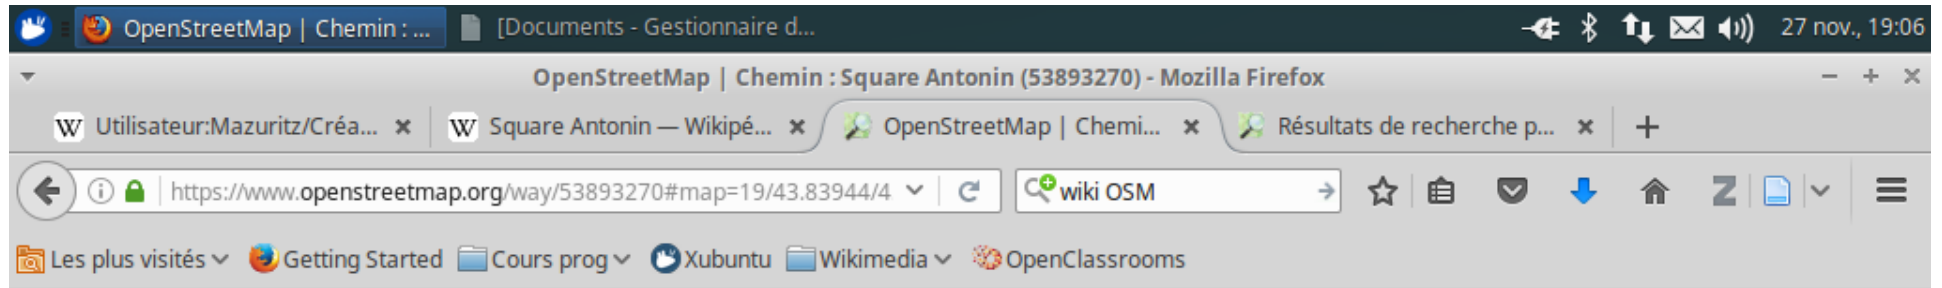 OpenStreetMap | Chemin : ... [Documents - Gestionnaire d... 27 nov., 19:06
OpenStreetMap | Chemin : Square Antonin (53893270) - Mozilla Firefox
W Utilisateur:Mazuritz/Créa... W Square Antonin — Wikipé... OpenStreetMap | Chemi... Résultats de recherche p...
https://www.openstreetmap.org/way/53893270#map=19/43.83944/4 wiki OSM Z
Les plus visités Getting Started Cours prog Xubuntu Wikimedia OpenClassrooms